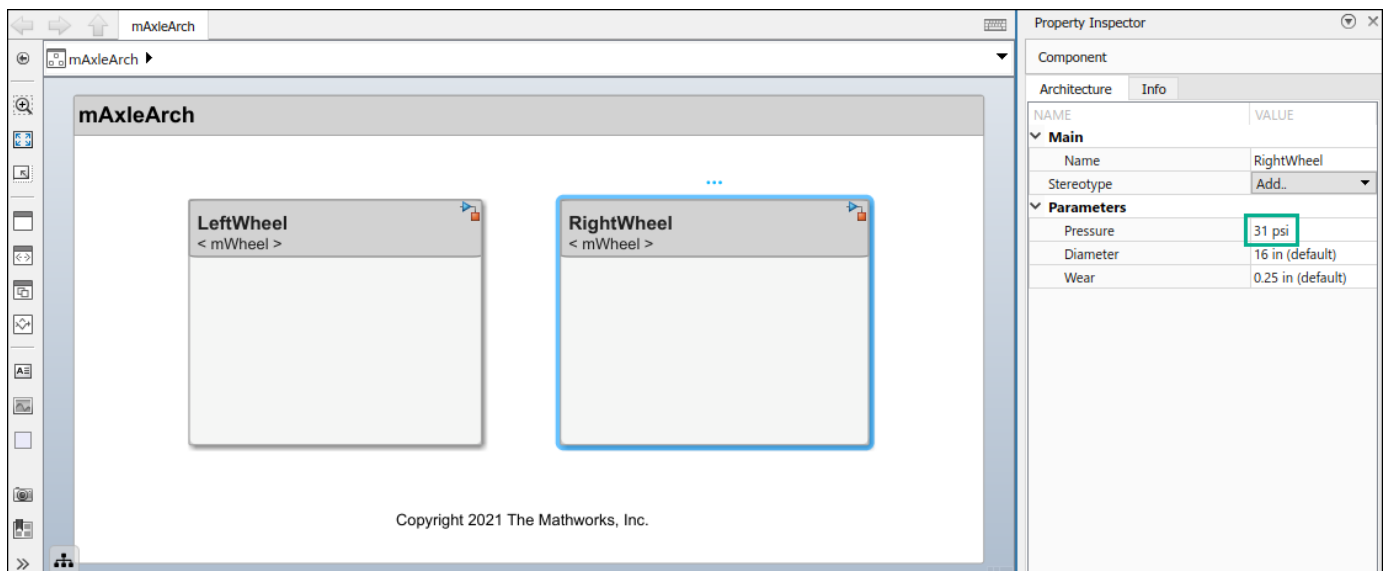 mAxleArch
Property Inspector
mAxleArch
Component
Architecture Info
NAME VALUE
Main
Name RightWheel
Stereotype Add..
Parameters
Pressure 31 psi
Diameter 16 in (default)
Wear 0.25 in (default)
mAxleArch
LeftWheel
< mWheel >
...
RightWheel
< mWheel >
Copyright 2021 The Mathworks, Inc.